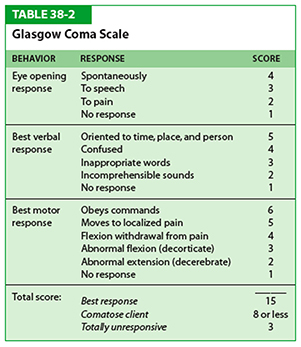 TABLE 38-2
Glasgow Coma Scale
BEHAVIOR RESPONSE SCORE
Eye opening response Spontaneously 4
To speech 3
To pain 2
No response 1
Best verbal response Oriented to time, place, and person 5
Confused 4
Inappropriate words 3
Incomprehensible sounds 2
No response 1
Best motor response Obeys commands 6
Moves to localized pain 5
Flexion withdrawal from pain 4
Abnormal flexion (decorticate) 3
Abnormal extension (decerebrate) 2
No response 1
Total score: Best response 15
Comatose client 8 or less
Totally unresponsive 3